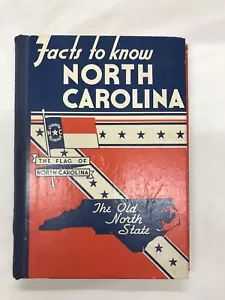 Facts to know
NORTH
CAROLINA
N C
THE FLAG OF
NORTH CAROLINA
The Old
North
State